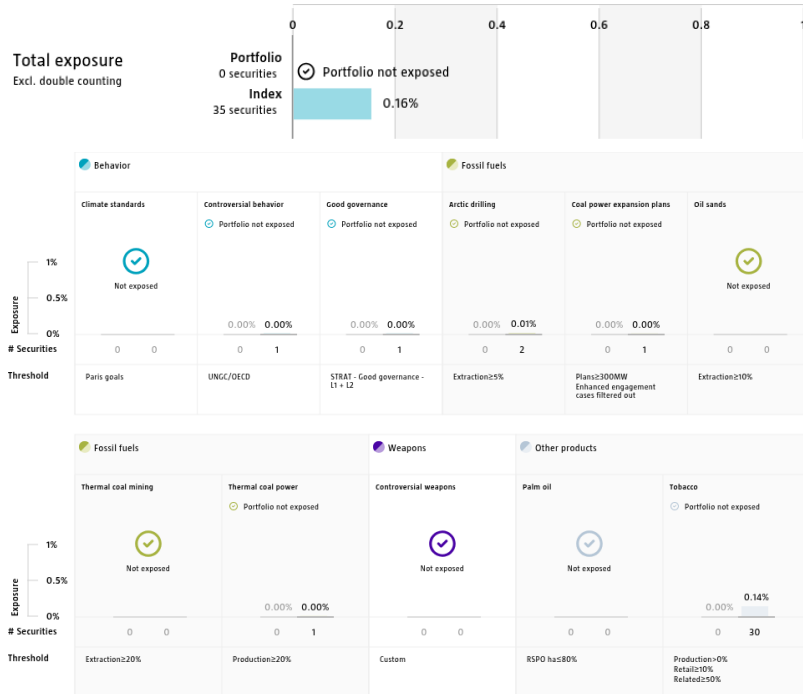 0 0.2 0.4 0.6 0.8 1
Total exposure
Excl. double counting
Portfolio
0 securities
Portfolio not exposed
Index
35 securities
0.16%
Behavior
Fossil fuels
Climate standards
Controversial behavior
Good governance
Arctic drilling
Coal power expansion plans
Oil sands
Portfolio not exposed
Portfolio not exposed
Portfolio not exposed
Portfolio not exposed
Not exposed
Not exposed
Exposure
1%
0.5%
0%
0.00% 0.00%
0.00% 0.00%
0.00% 0.01%
0.00% 0.00%
# Securities
0 0
0 1
0 1
0 2
0 1
0 0
Threshold
Paris goals
UNGC/OECD
STRAT - Good governance -
L1 + L2
Extraction≥5%
Plans≥300MW
Enhanced engagement
cases filtered out
Extraction≥10%
Fossil fuels
Weapons
Other products
Thermal coal mining
Thermal coal power
Controversial weapons
Palm oil
Tobacco
Portfolio not exposed
Portfolio not exposed
Not exposed
Not exposed
Not exposed
Exposure
1%
0.5%
0%
0.00% 0.00%
0.00% 0.14%
# Securities
0 0
0 1
0 0
0 0
0 30
Threshold
Extraction≥20%
Production≥20%
Custom
RSPO ha≤80%
Production>0%
Retail≥10%
Related≥50%